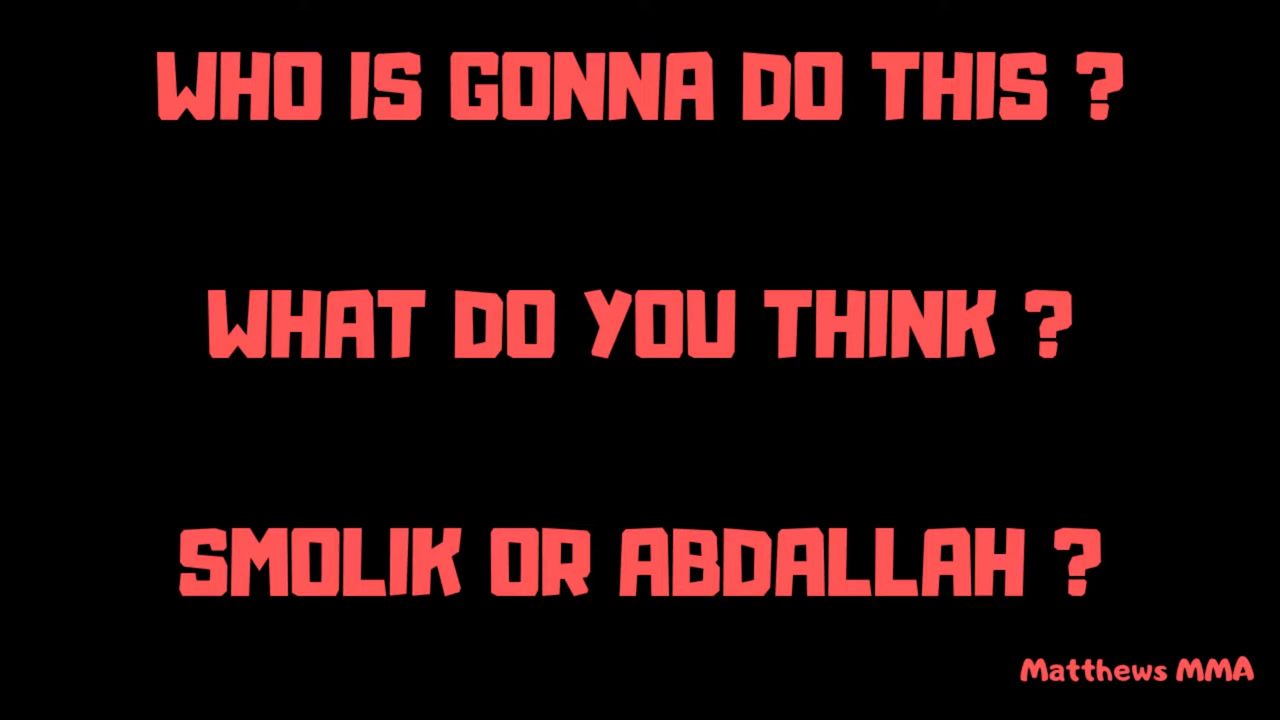 WHO IS GONNA DO THIS ?
WHAT DO YOU THINK ?
SMOLIK OR ABDALLAH ?
Matthews MMA